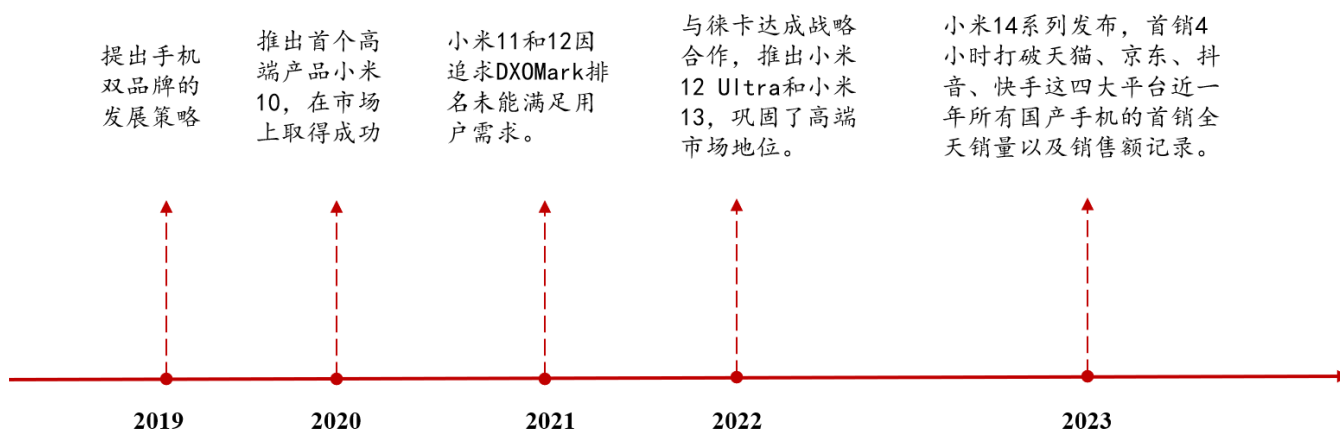 提出手机
双品牌的
发展策略
推出首个高
端产品小米
10，在市场
上取得成功
小米11和12因
追求DXOMark排
名未能满足用
户需求。
与徕卡达成战略
合作，推出小米
12 Ultra和小米
13，巩固了高端
市场地位。
小米14系列发布，首销4
小时打破天猫、京东、抖
音、快手这四大平台近一
年所有国产手机的首销全
天销量以及销售额记录。
2019
2020
2021
2022
2023